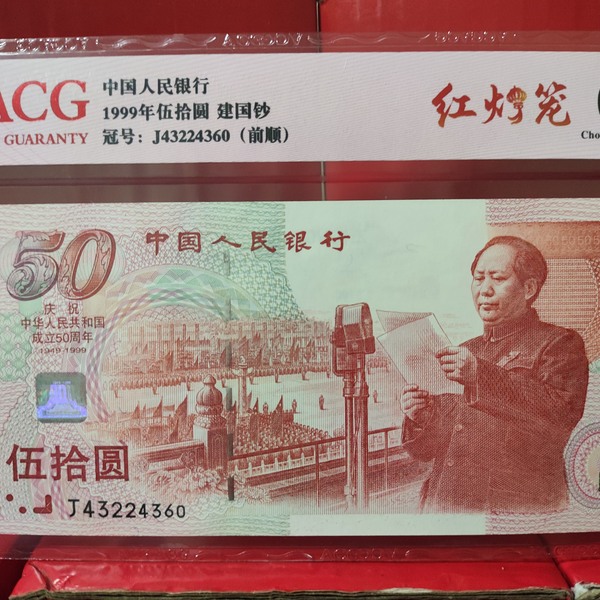 ACG
GUARANTY
中国人民银行
1999年伍拾圆 建国钞
冠号：J43224360（前顺）
红灯笼
Cho
50
中国人民银行
庆祝
中华人民共和国
成立50周年
1949-1999
伍拾圆
J43224360